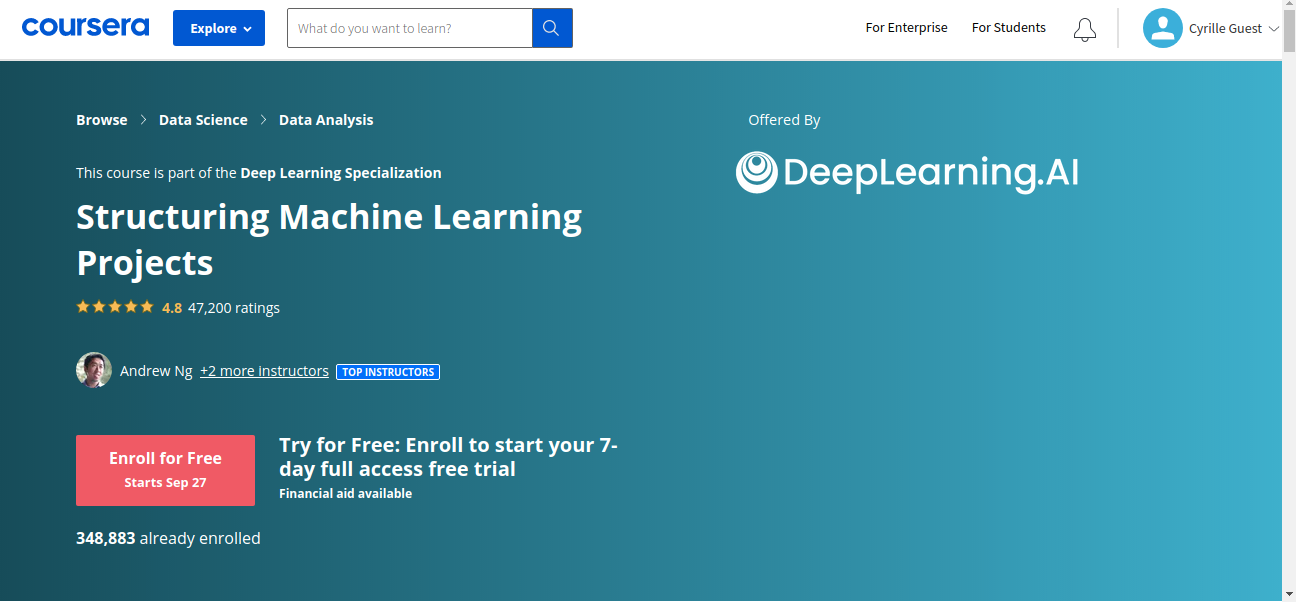 coursera
Explore
What do you want to learn?
For Enterprise
For Students
Cyrille Guest
Browse
Data Science
Data Analysis
Offered By
DeepLearning.AI
This course is part of the Deep Learning Specialization
Structuring Machine Learning
Projects
4.8 47,200 ratings
Andrew Ng +2 more instructors TOP INSTRUCTORS
Enroll for Free
Starts Sep 27
Try for Free: Enroll to start your 7-
day full access free trial
Financial aid available
348,883 already enrolled